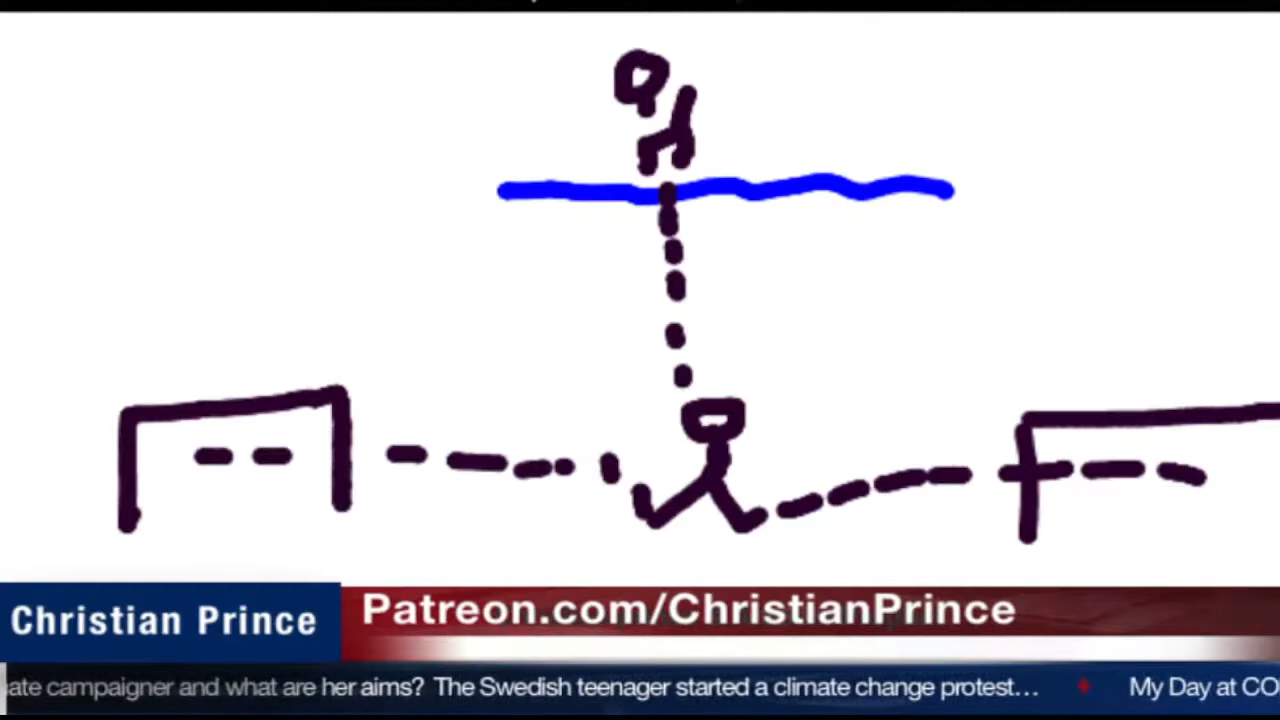 Christian Prince
Patreon.com/ChristianPrince
ate campaigner and what are her aims? The Swedish teenager started a climate change protest… My Day at CO